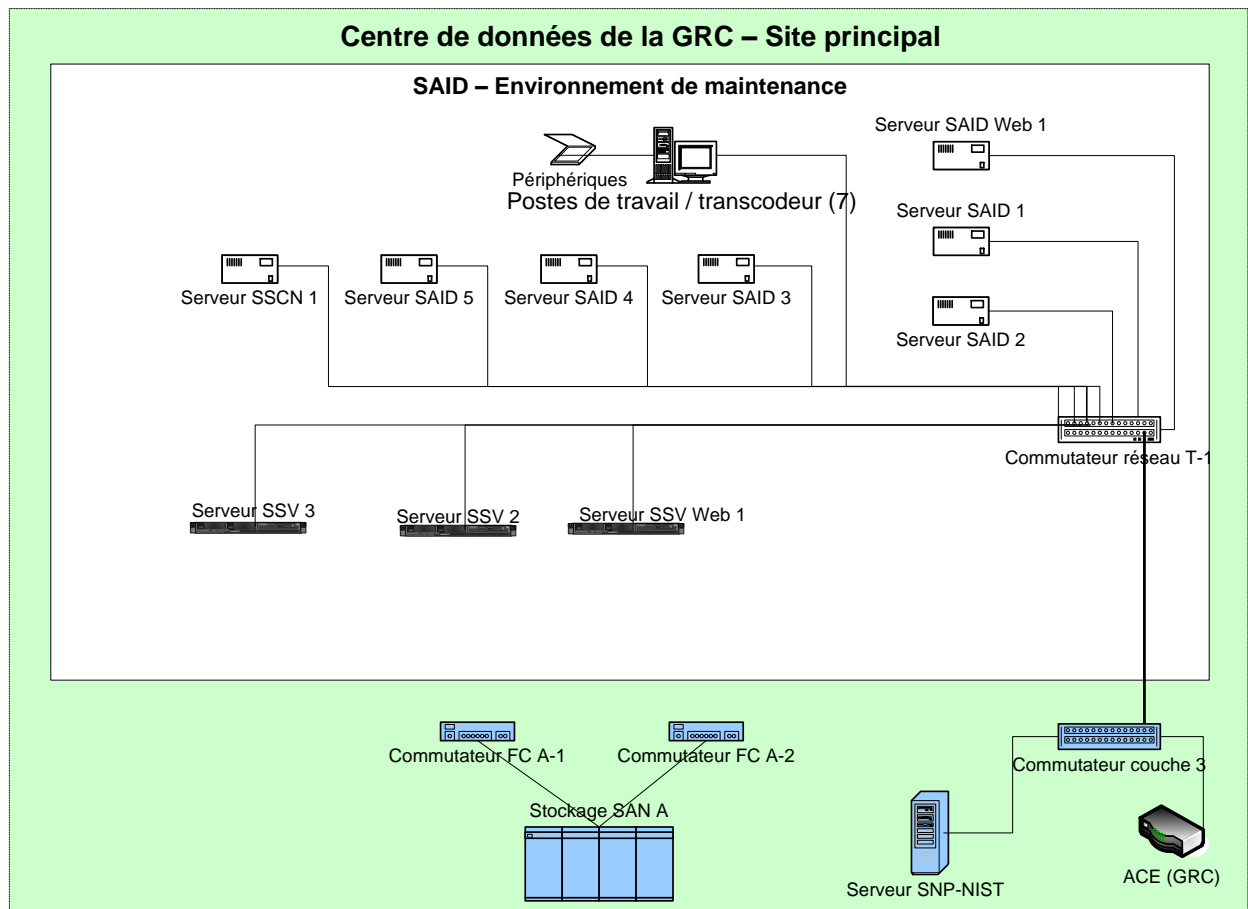 Centre de données de la GRC – Site principal
SAID – Environnement de maintenance
Serveur SAID Web 1
Périphériques
Postes de travail / transcodeur (7)
Serveur SAID 1
Serveur SSCN 1
Serveur SAID 5
Serveur SAID 4
Serveur SAID 3
Serveur SAID 2
Commutateur réseau T-1
Serveur SSV 3
Serveur SSV 2
Serveur SSV Web 1
Commutateur FC A-1
Commutateur FC A-2
Commutateur couche 3
Stockage SAN A
Serveur SNP-NIST
ACE (GRC)